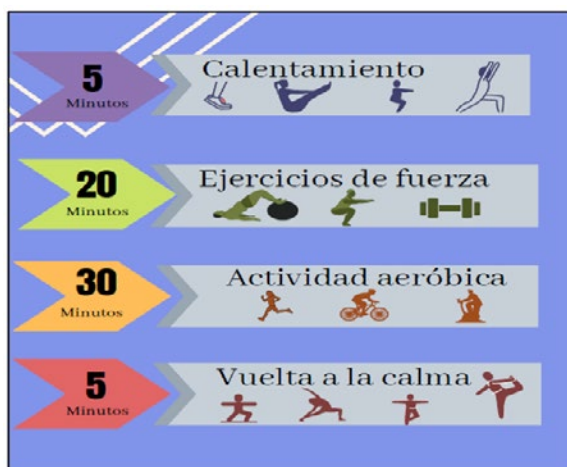 5
Minutos
Calentamiento
20
Minutos
Ejercicios de fuerza
30
Minutos
Actividad aeróbica
5
Minutos
Vuelta a la calma